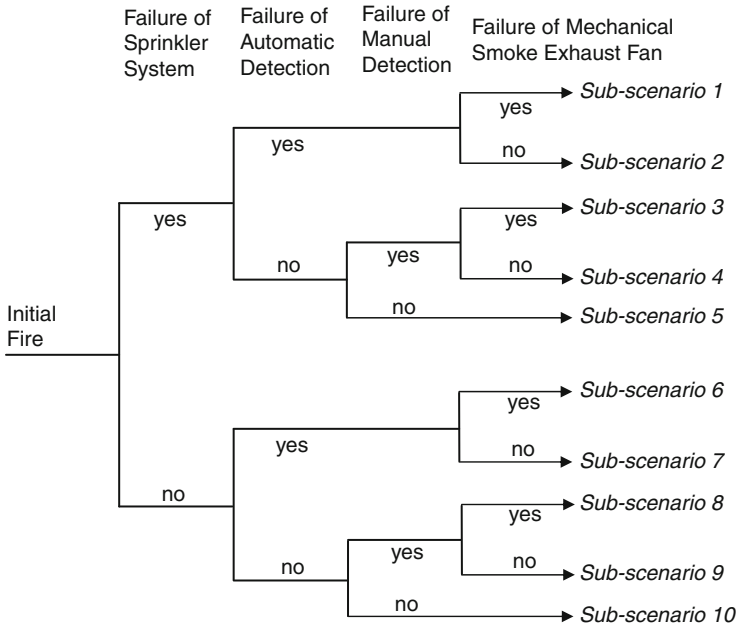 Failure of
Sprinkler
System
Failure of
Automatic
Detection
Failure of
Manual
Detection
Failure of Mechanical
Smoke Exhaust Fan
Sub-scenario 1
yes
yes
no
Sub-scenario 2
yes
Sub-scenario 3
yes
no
yes
no
Sub-scenario 4
no
Sub-scenario 5
Initial
Fire
Sub-scenario 6
yes
yes
no
Sub-scenario 7
no
Sub-scenario 8
yes
no
yes
no
Sub-scenario 9
no
Sub-scenario 10